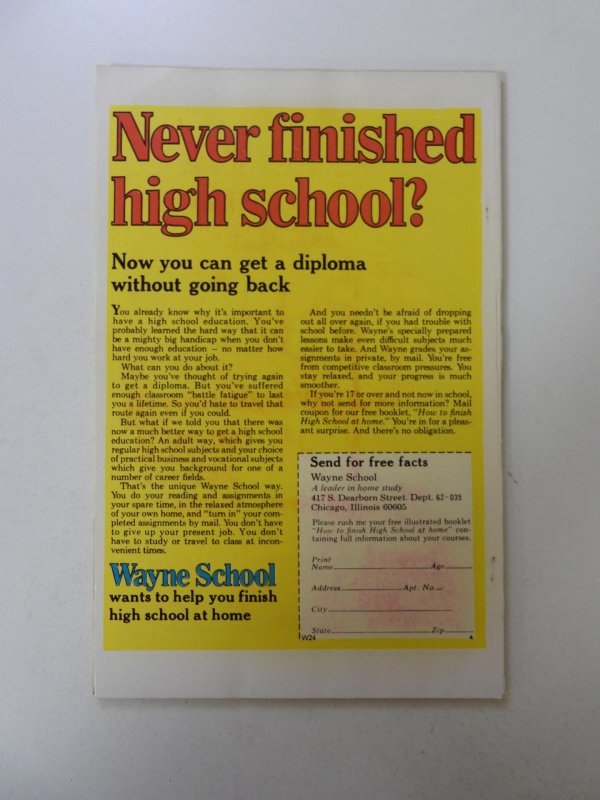 Never finished
high school?
Now you can get a diploma
without going back
You already know why it's important to
have a high school education. You've
probably learned the hard way that it can
be a mighty big handicap when you don't
have enough education — no matter how
hard you work at your job.
What can you do about it?
Maybe you've thought of trying again
to get a diploma. But you've suffered
enough classroom "battle fatigue" to last
you a lifetime. So you'd hate to travel that
route again even if you could.
But what if we told you that there was
now a much better way to get a high school
education? An adult way, which gives you
regular high school subjects and your choice
of practical business and vocational subjects
which give you background for one of a
number of career fields.
That's the unique Wayne School way.
You do your reading and assignments in
your spare time, in the relaxed atmosphere
of your own home, and "turn in" your com-
pleted assignments by mail. You don't have
to give up your present job. You don't
have to study or travel to class at incon-
venient times.
Wayne School
wants to help you finish
high school at home
And you needn't be afraid of dropping
out all over again, if you had trouble with
school before. Wayne's specially prepared
lessons make even difficult subjects much
easier to take. And Wayne grades your as-
signments in private, by mail. You're free
from competitive classroom pressures. You
stay relaxed, and your progress is much
smoother.
If you're 17 or over and not now in school,
why not send for more information? Mail
coupon for our free booklet, "How to finish
High School at home." You're in for a pleas-
ant surprise. And there's no obligation.
Send for free facts
Wayne School
A leader in home study
417 S. Dearborn Street. Dept. 62-035
Chicago, Illinois 60605
Please rush me your free illustrated booklet
"How to finish High School at home" con-
taining full information about your courses.
Print
Name Age
Address Apt. No.
City
State Zip
W24 4